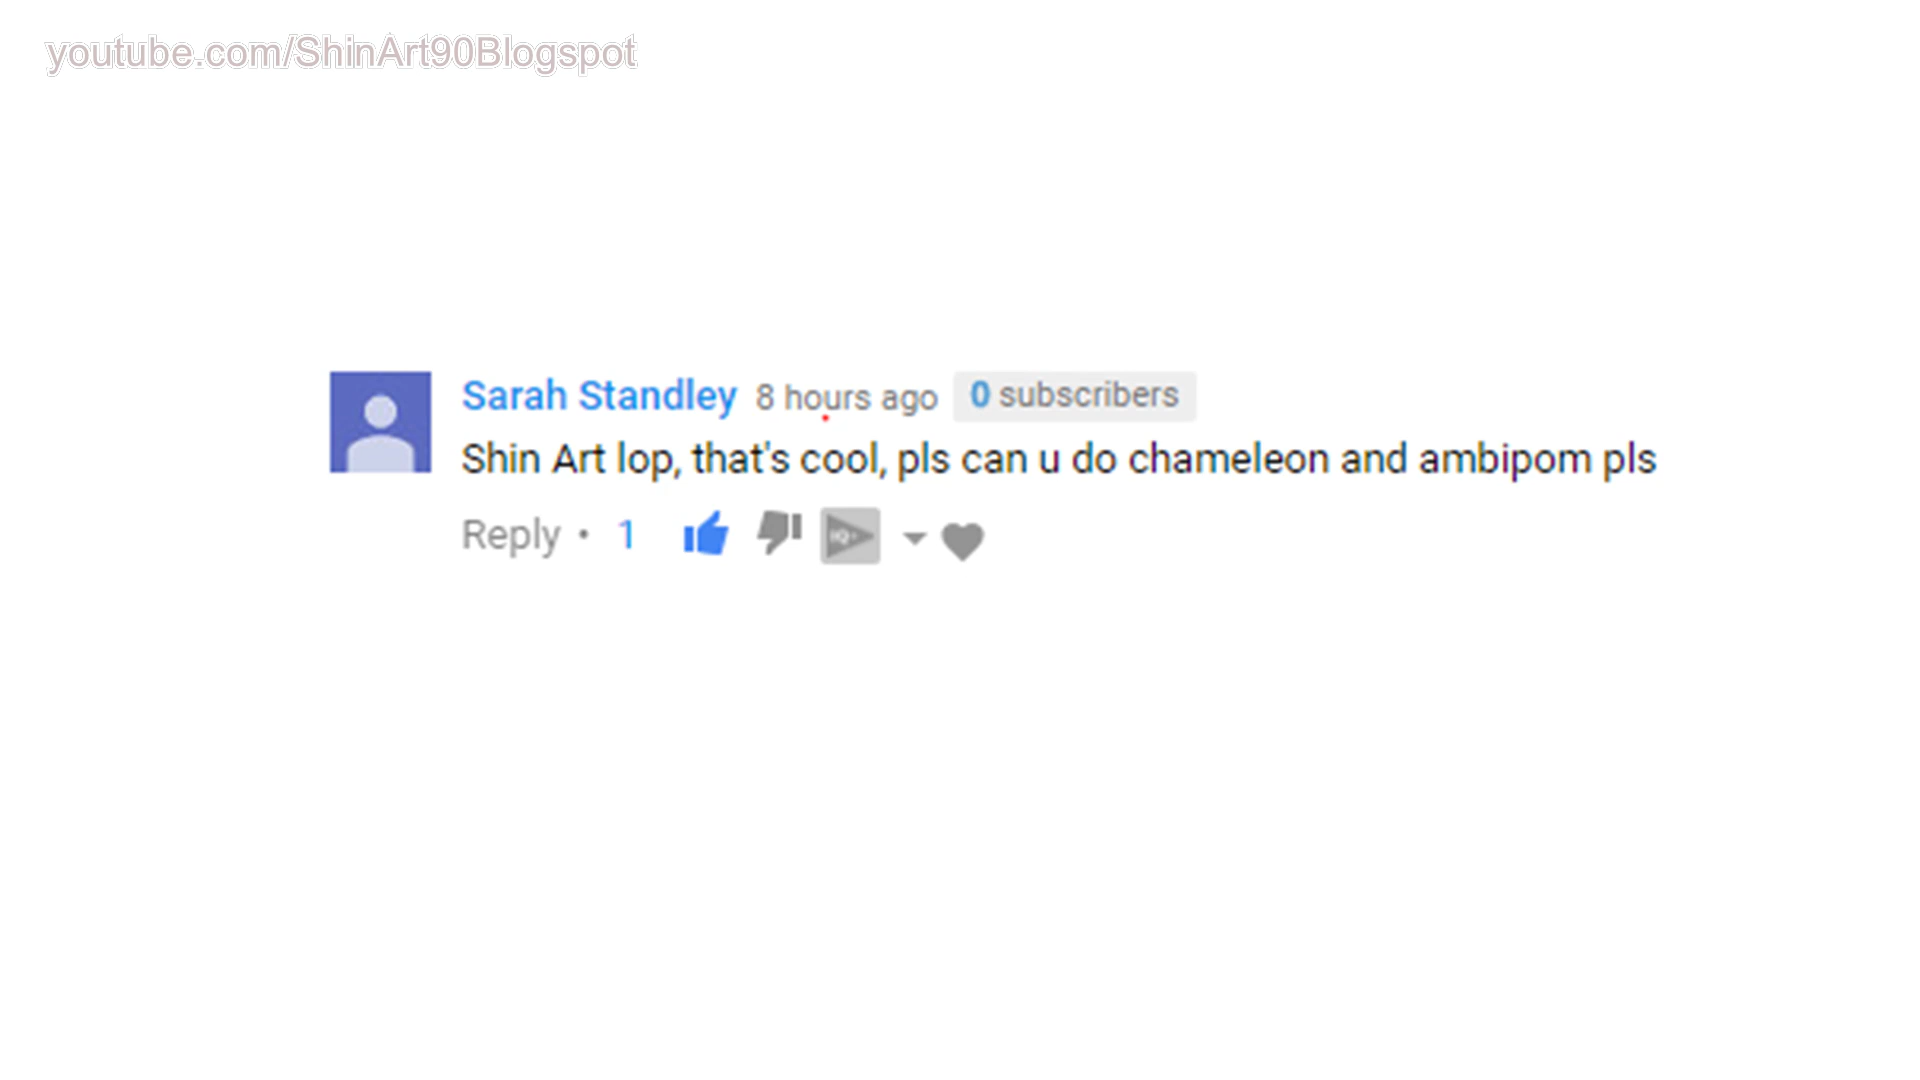 youtube.com/ShinArt90Blogspot
Sarah Standley 8 hours ago 0 subscribers
Shin Art lop, that's cool, pls can u do chameleon and ambipom pls
Reply • 1